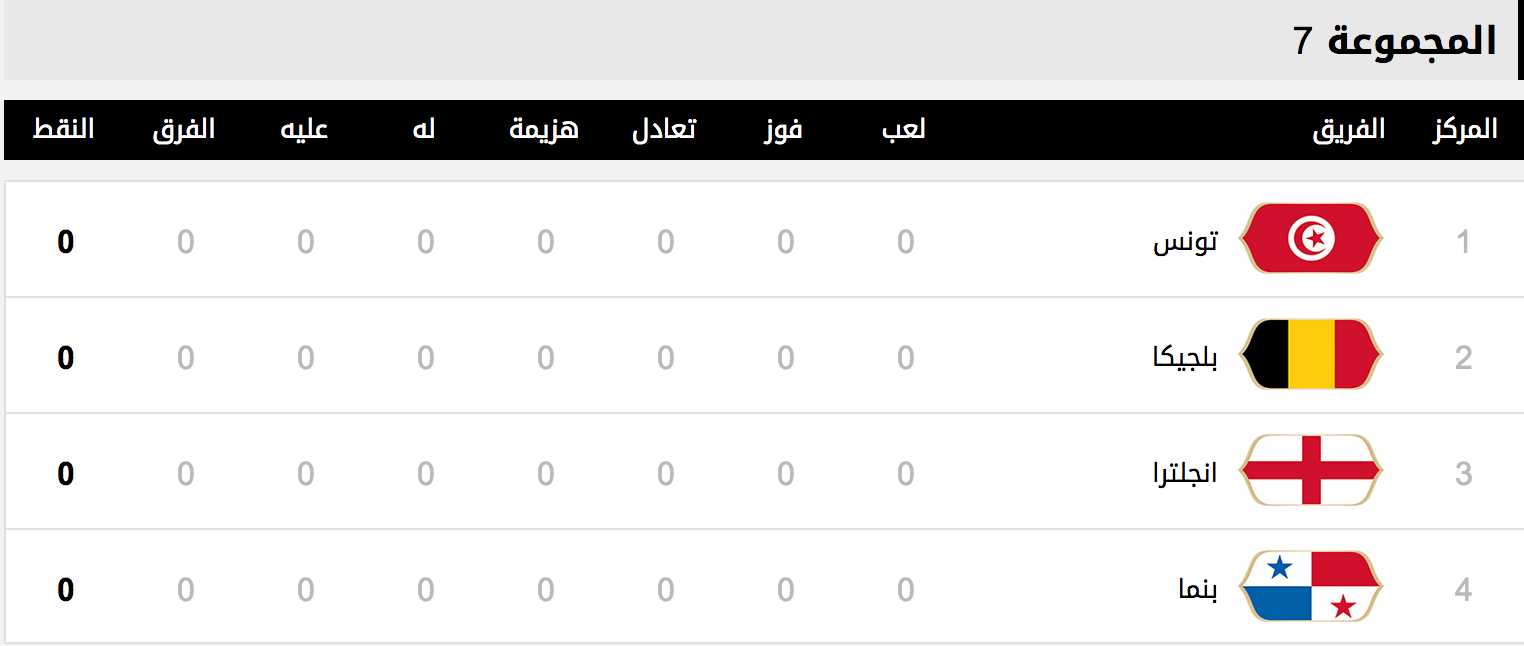 المجموعة 7
المركز الفريق لعب فوز تعادل هزيمة له عليه الفرق النقط
1 تونس 0 0 0 0 0 0 0 0
2 بلجيكا 0 0 0 0 0 0 0 0
3 انجلترا 0 0 0 0 0 0 0 0
4 بنما 0 0 0 0 0 0 0 0